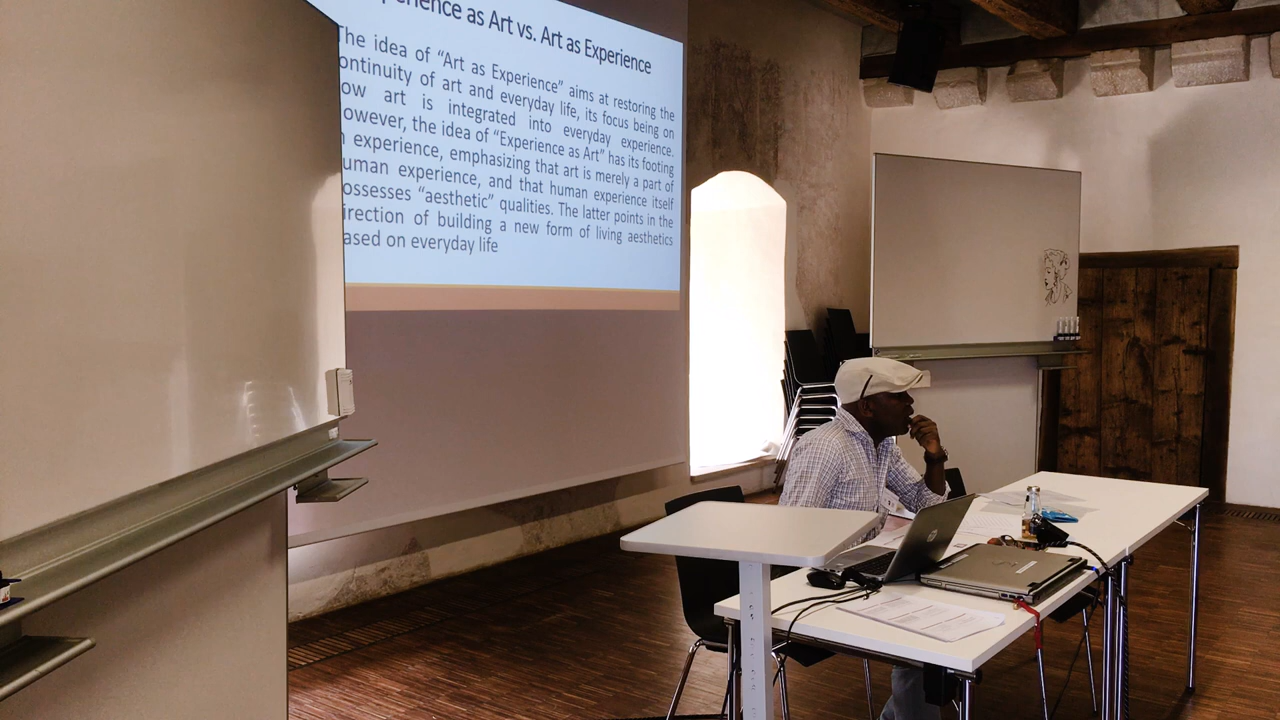 perience as Art vs. Art as Experience
The idea of “Art as Experience” aims at restoring the
ontinuity of art and everyday life, its focus being on
ow art is integrated into everyday experience.
owever, the idea of “Experience as Art” has its footing
n experience, emphasizing that art is merely a part of
uman experience, and that human experience itself
ossesses “aesthetic” qualities. The latter points in the
irection of building a new form of living aesthetics
ased on everyday life